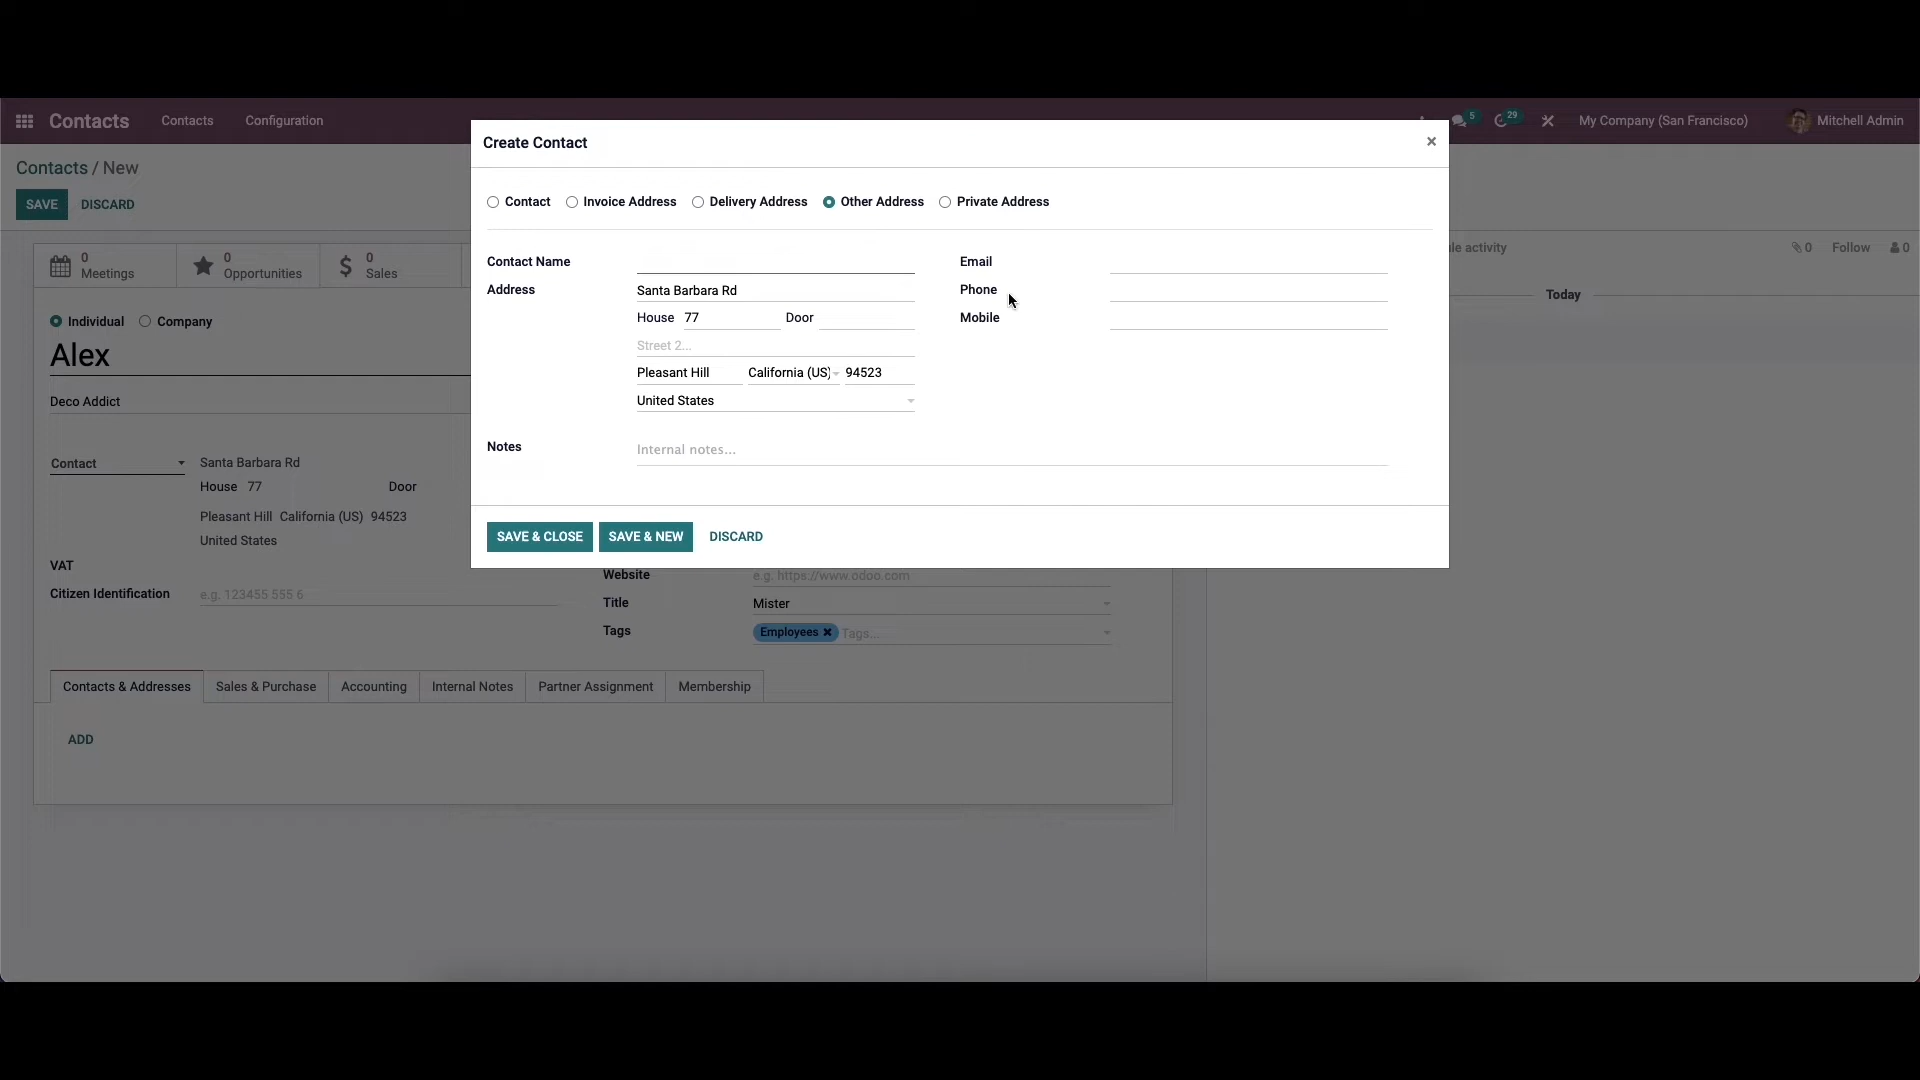 Contacts Contacts Configuration 5 29 My Company (San Francisco) Mitchell Admin
Contacts / New
SAVE DISCARD
0 Meetings
0 Opportunities
0 Sales
Individual Company
Alex
Deco Addict
Contact Santa Barbara Rd
House 77 Door
Pleasant Hill California (US) 94523
United States
VAT
Citizen Identification e.g. 123455 555 6
Create Contact ×
Contact Invoice Address Delivery Address Other Address Private Address
Contact Name Email
Address Santa Barbara Rd Phone
House 77 Door Mobile
Street 2...
Pleasant Hill California (US) 94523
United States
Notes Internal notes...
SAVE & CLOSE SAVE & NEW DISCARD
activity 0 Follow 0
Today
Website e.g. https://www.odoo.com
Title Mister
Tags Employees × Tags...
Contacts & Addresses Sales & Purchase Accounting Internal Notes Partner Assignment Membership
ADD